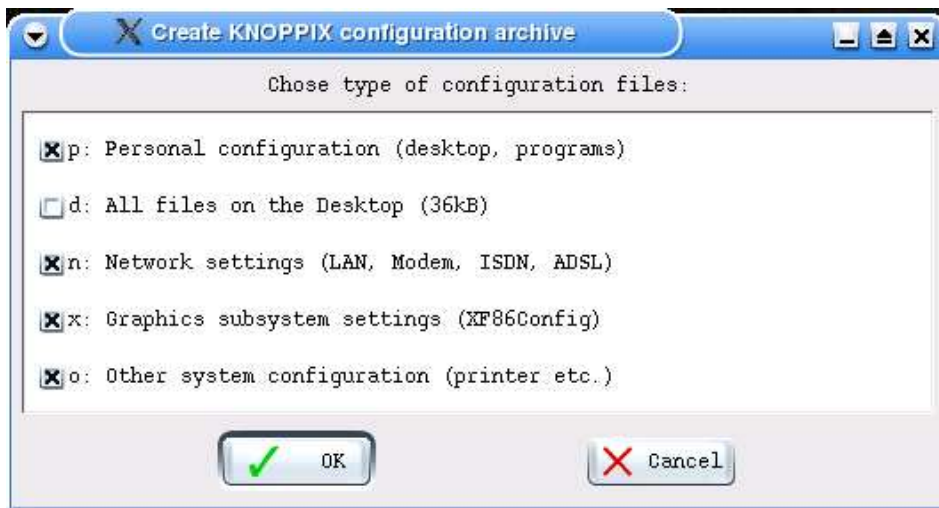 Create KNOPPIX configuration archive
Chose type of configuration files:
p: Personal configuration (desktop, programs)
d: All files on the Desktop (36kB)
n: Network settings (LAN, Modem, ISDN, ADSL)
x: Graphics subsystem settings (XF86Config)
o: Other system configuration (printer etc.)
OK
Cancel